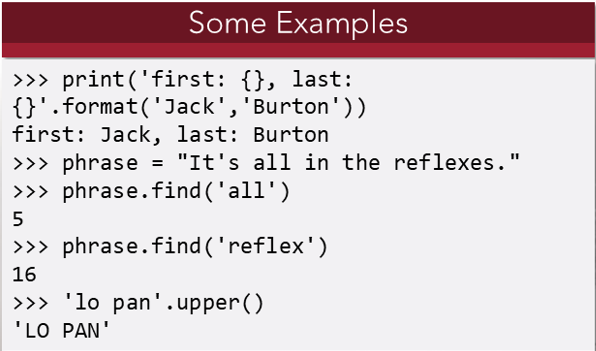 Some Examples
>>> print('first: {}, last:
{}'.format('Jack','Burton'))
first: Jack, last: Burton
>>> phrase = "It's all in the reflexes."
>>> phrase.find('all')
5
>>> phrase.find('reflex')
16
>>> 'lo pan'.upper()
'LO PAN'